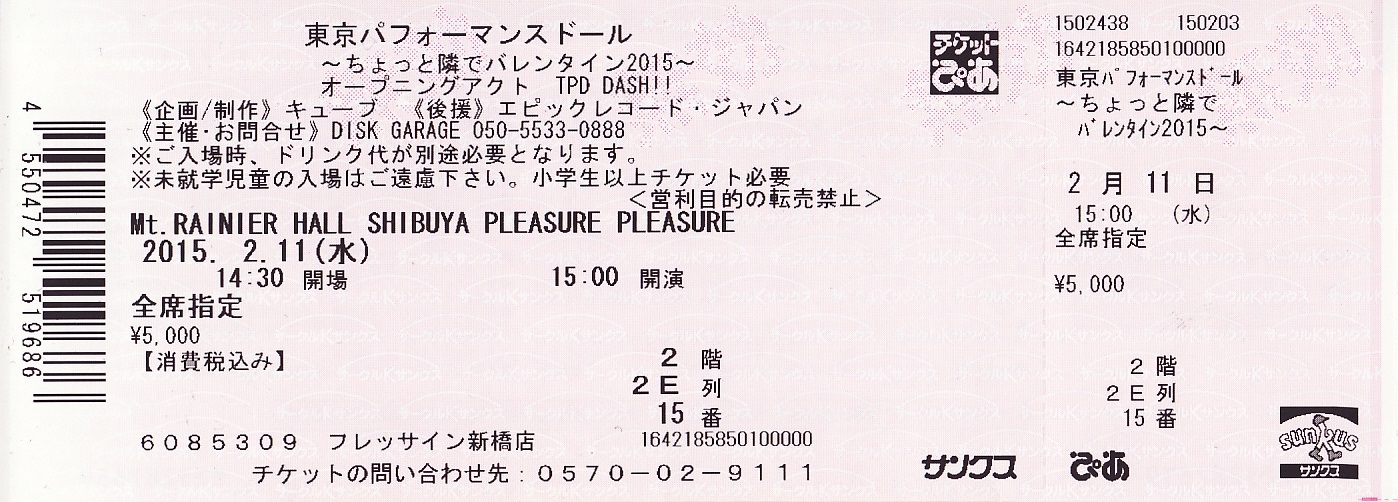 東京パフォーマンスドール
～ちょっと隣でバレンタイン2015～
オープニングアクト　TPD DASH!!
《企画/制作》キューブ　《後援》エピックレコード・ジャパン
《主催・お問合せ》DISK GARAGE 050-5533-0888
※ご入場時、ドリンク代が別途必要となります。
※未就学児童の入場はご遠慮下さい。小学生以上チケット必要
＜営利目的の転売禁止＞
Mt.RAINIER HALL SHIBUYA PLEASURE PLEASURE
2015. 2.11(水)
14:30 開場　15:00 開演
全席指定
¥5,000
【消費税込み】
2 階
2E 列
15 番
6085309　フレッサイン新橋店　1642185850100000
チケットの問い合わせ先：0570-02-9111
4 550472 519686
チケットぴあ
1502438　150203
1642185850100000
東京ﾊﾟﾌｫｰﾏﾝｽﾄﾞｰﾙ
～ちょっと隣で
ﾊﾞﾚﾝﾀｲﾝ2015～
2 月 11 日
15:00　(水)
全席指定
¥5,000
2 階
2E 列
15 番
サンクス　ぴあ
sunkus
サンクス
サークルKサンクス